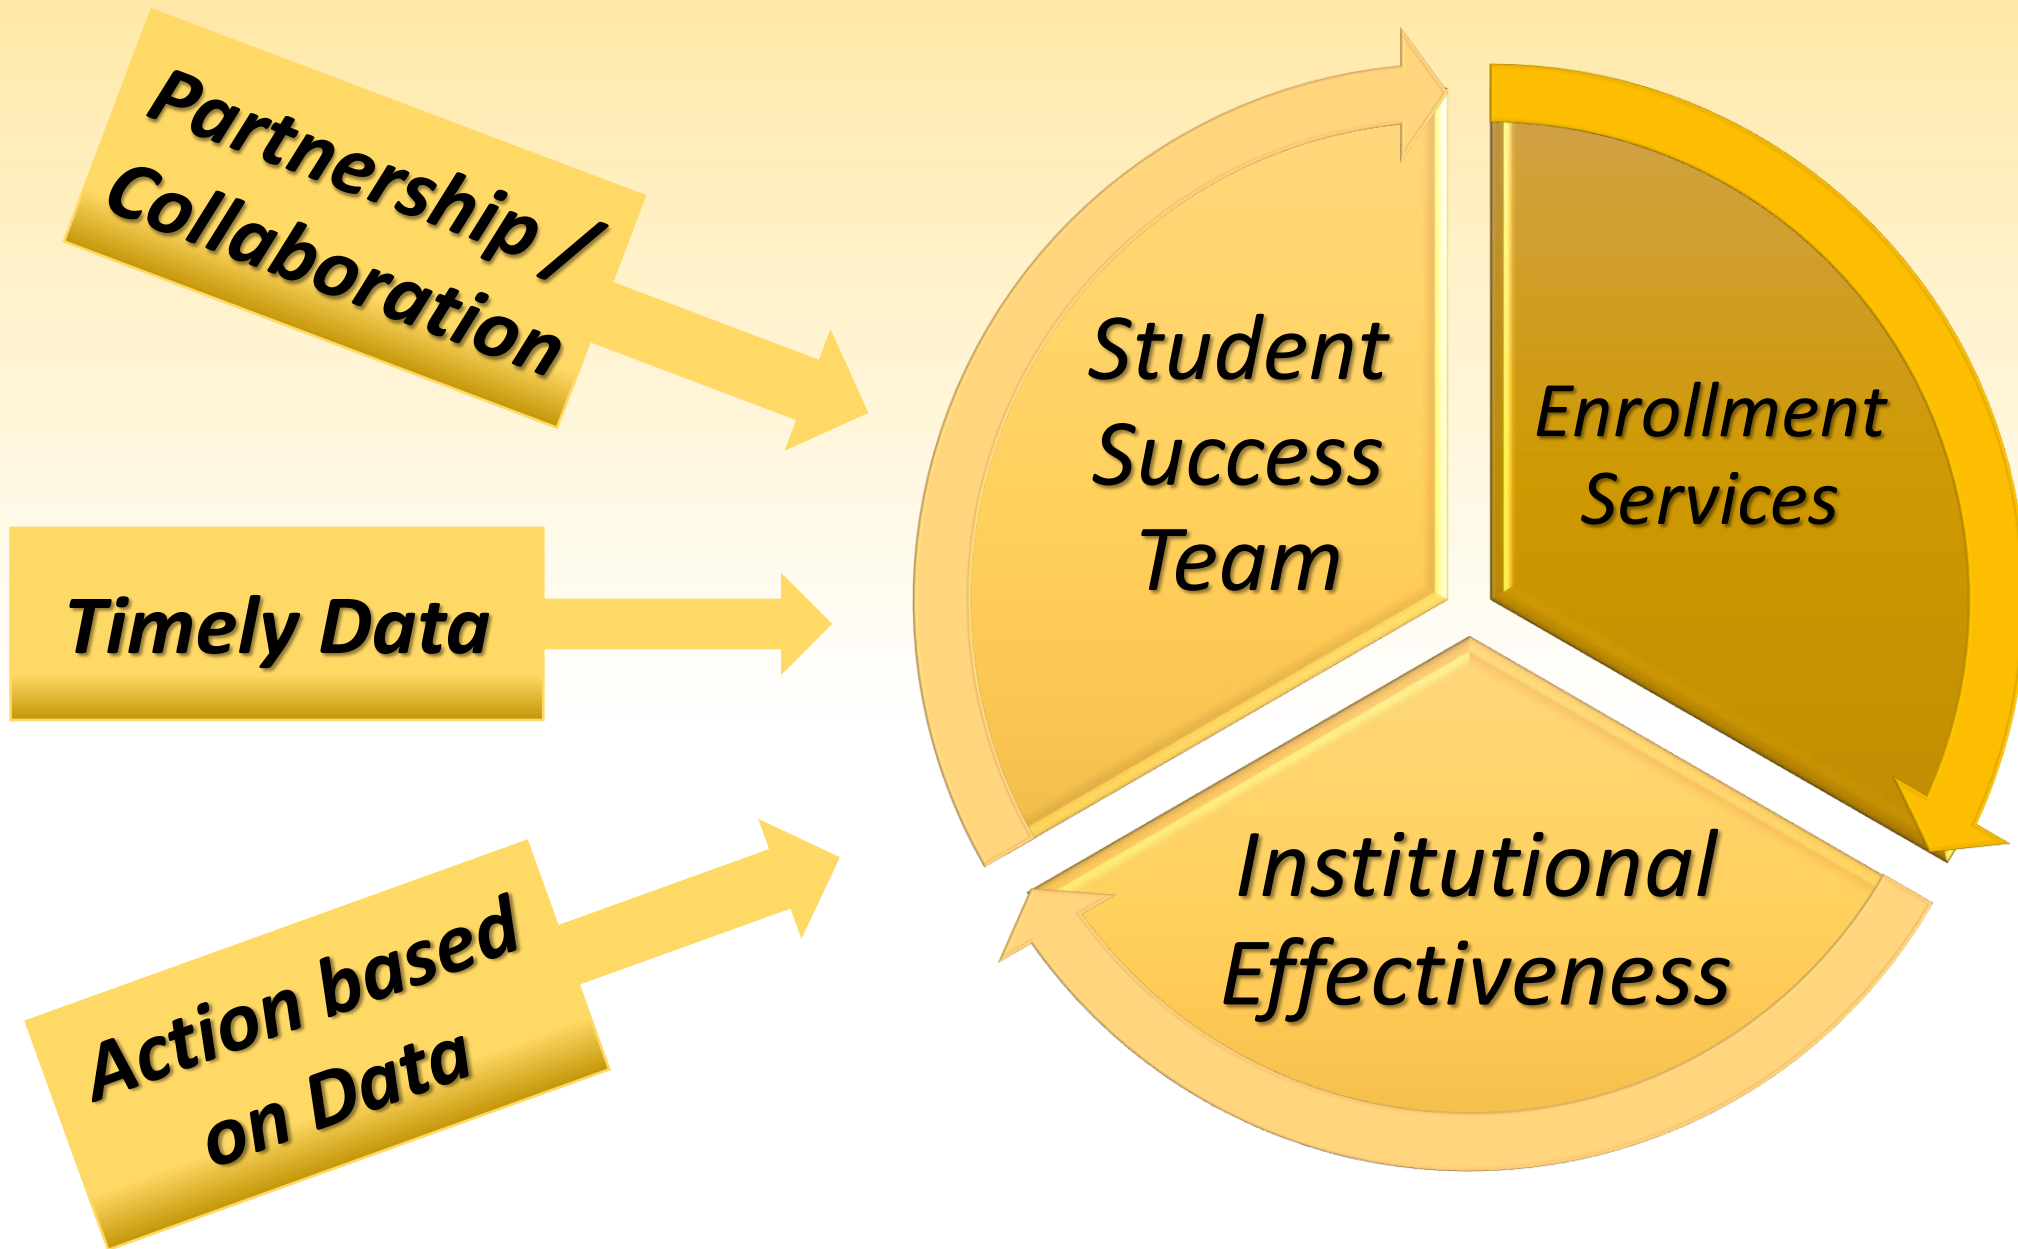 Partnership /
Collaboration
Timely Data
Action based
on Data
Student
Success
Team
Enrollment
Services
Institutional
Effectiveness